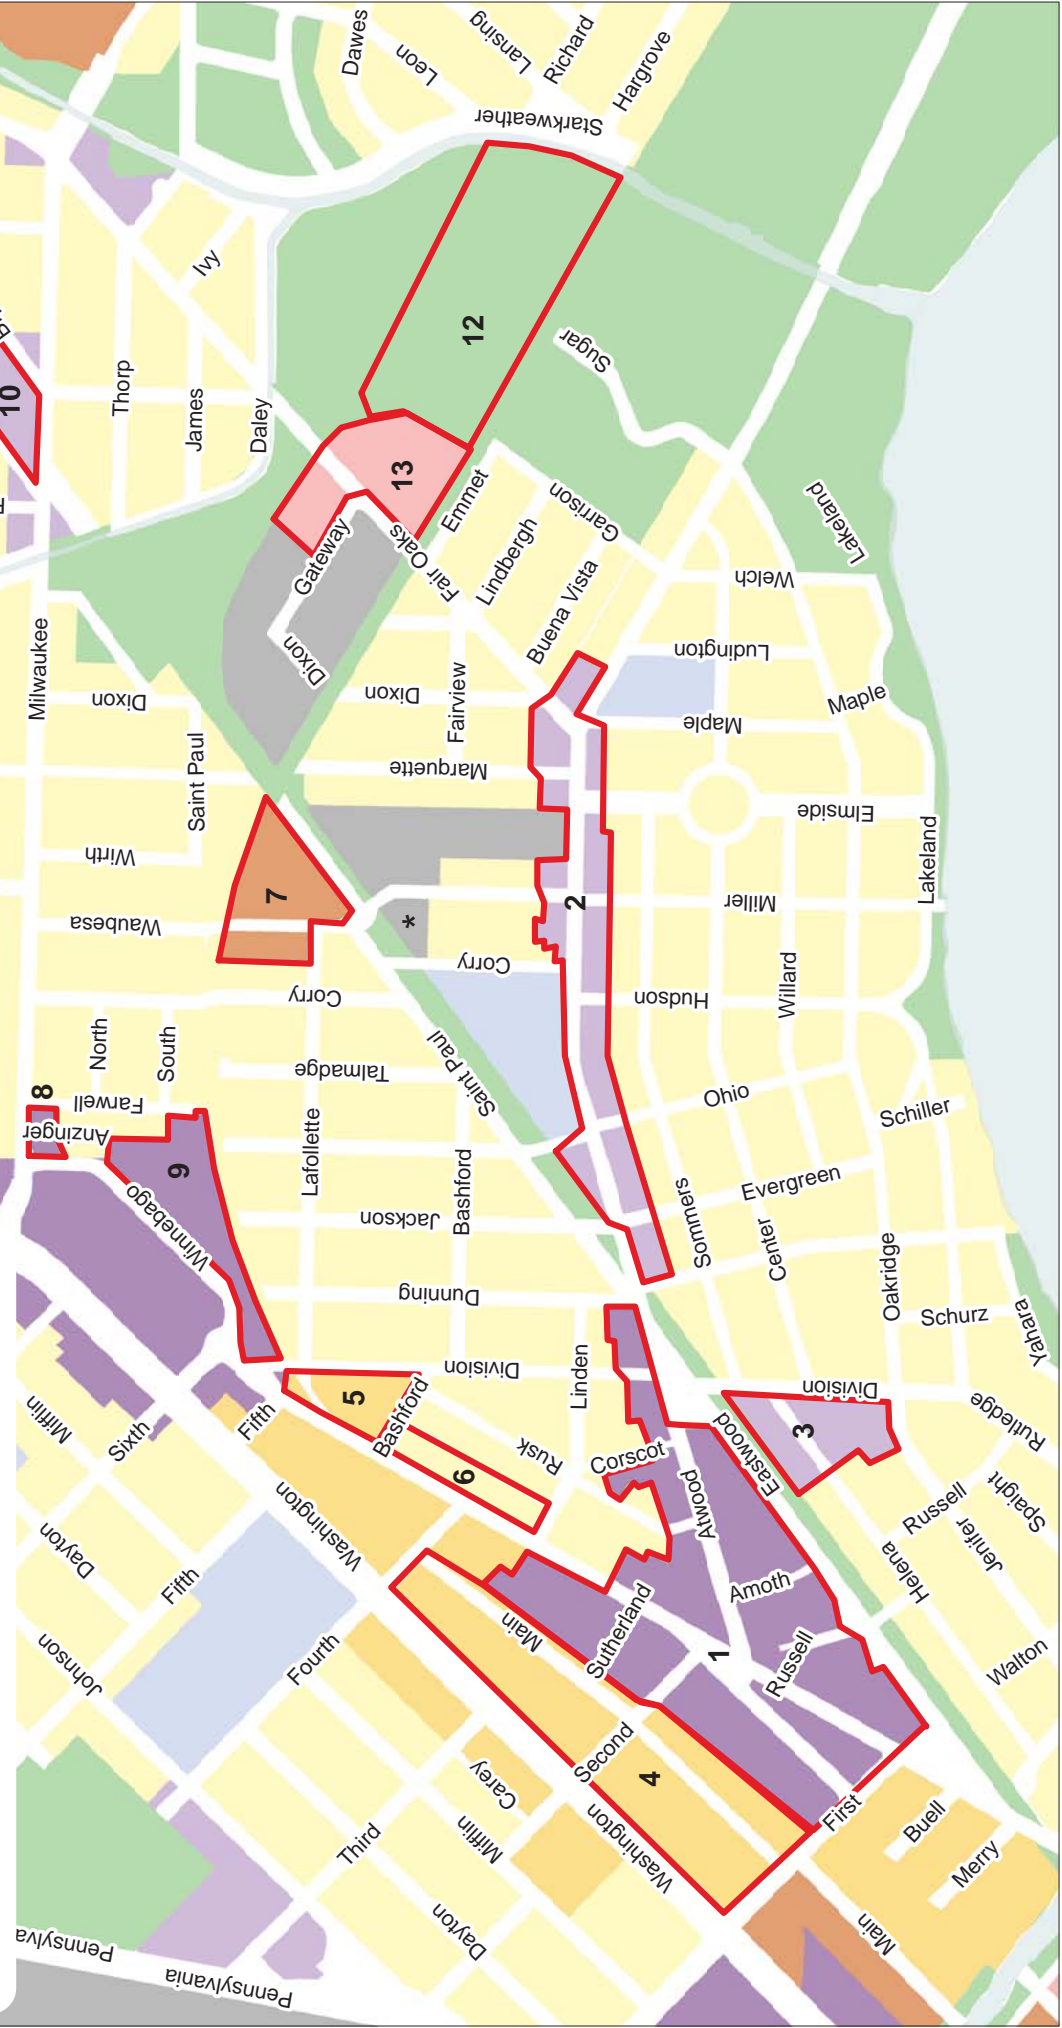 Dawes
Leon
Lansing
Richard
Hargrove
Starkweather
Ivy
10
Thorp
James
Daley
12
Sugar
13
Emmet
Garrison
Gateway
Fair Oaks
Lindbergh
Buena Vista
Lakeland
Welch
Milwaukee
Dixon
Dixon
Dixon
Fairview
Ludington
Maple
Maple
Saint Paul
Marquette
Wirth
Elmside
Lakeland
7
Waubesa
*
2
Miller
Corry
Corry
Hudson
Willard
North
South
Talmadge
Saint Paul
8
Farwell
Anzinger
Ohio
Schiller
9
Winnebago
Lafollette
Bashford
Jackson
Sommers
Evergreen
Center
Oakridge
Dunning
Schurz
Yahara
Division
Linden
Division
5
Bashford
Mifflin
Sixth
Fifth
3
Rutledge
Rusk
6
Corscot
Eastwood
Atwood
Russell
Spaight
Jenifer
Helena
Washington
Dayton
Fifth
Main
Sutherland
Amoth
Johnson
Fourth
1
Russell
Walton
Second
4
Carey
Mifflin
Washington
First
Buell
Third
Merry
Dayton
Main
Pennsylva
Pennsylvania